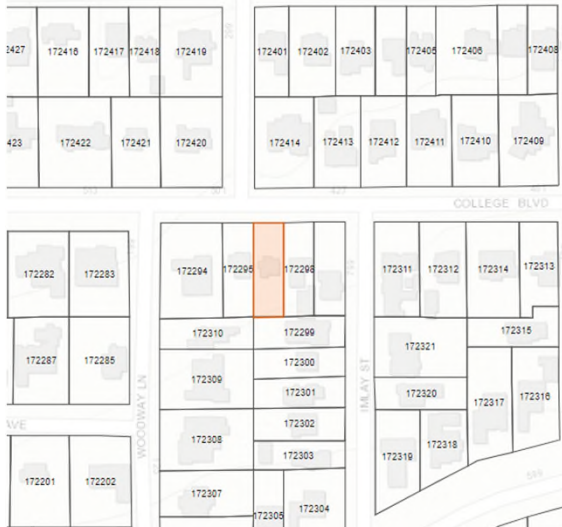 2427 172416 172417 172418 172419 172401 172402 172403 172405 172406 172408
423 172422 172421 172420 172414 172413 172412 172411 172410 172409
COLLEGE BLVD
172282 172283 172294 172295 172298 172311 172312 172314 172313
172287 172285 172310 172299 172321 172315
172309 172300 172301 172320
WOODWAY LN
IMLAY ST
AVE
172308 172302 172303 172319 172318 172317 172316
172201 172202 172307 172305 172304